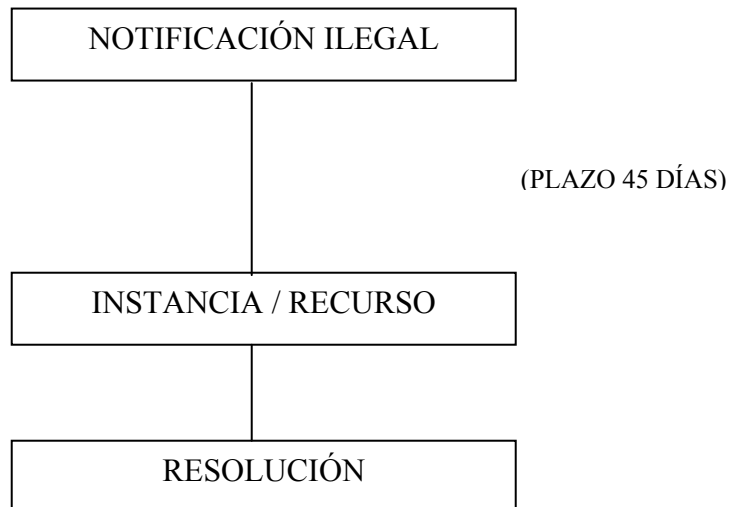 NOTIFICACIÓN ILEGAL
(PLAZO 45 DÍAS)
INSTANCIA / RECURSO
RESOLUCIÓN